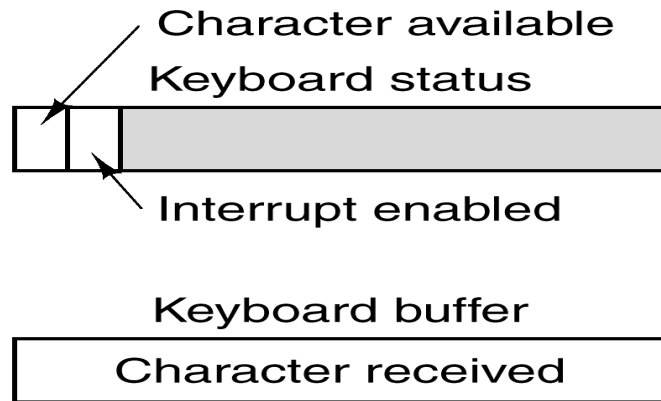 Character available
Keyboard status
Interrupt enabled
Keyboard buffer
Character received